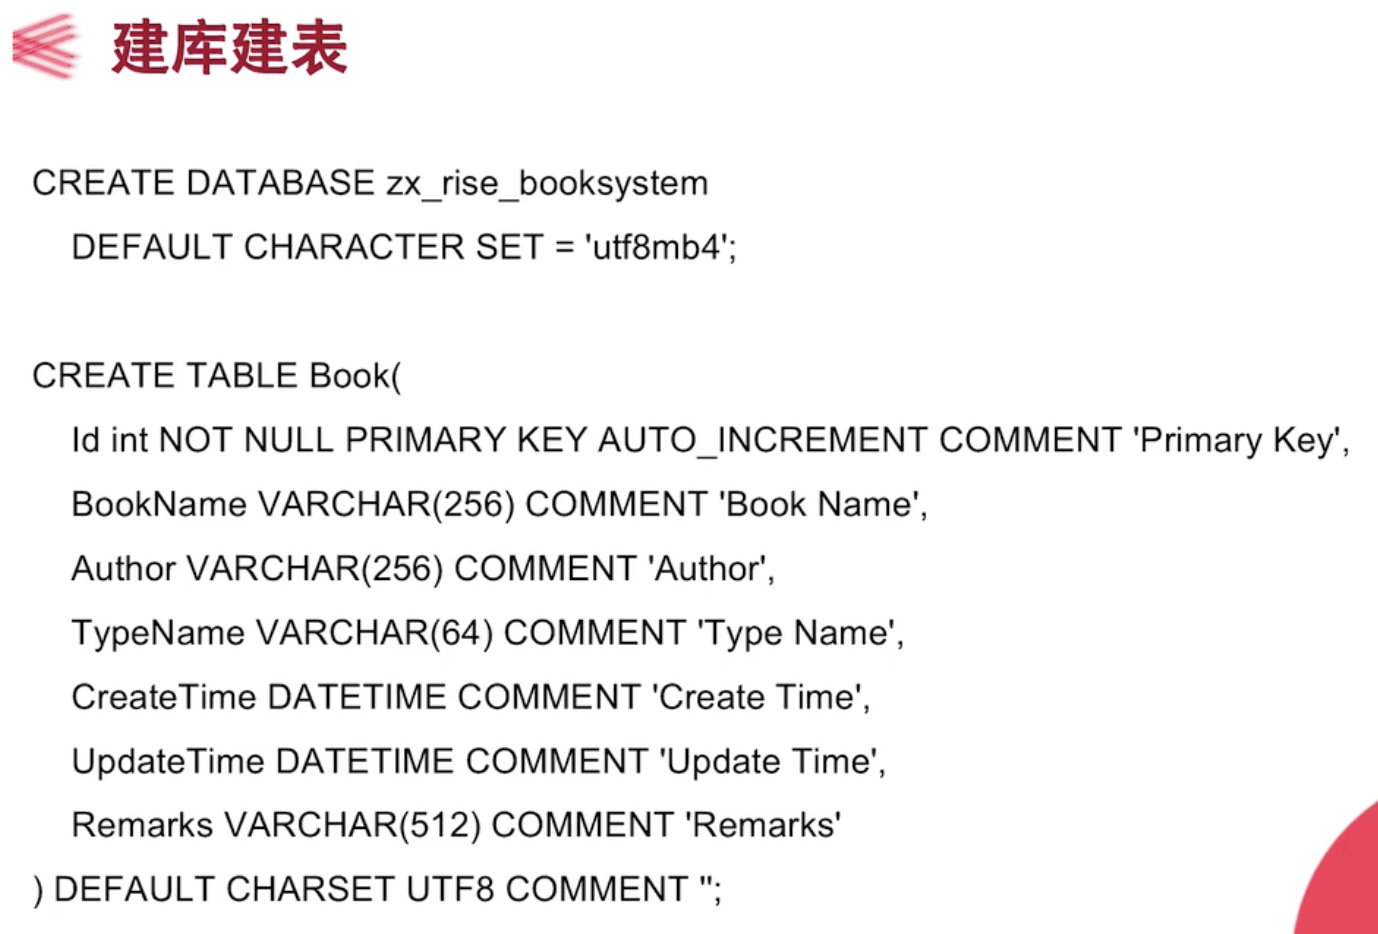 建库建表
CREATE DATABASE zx_rise_booksystem
DEFAULT CHARACTER SET = 'utf8mb4';
CREATE TABLE Book(
Id int NOT NULL PRIMARY KEY AUTO_INCREMENT COMMENT 'Primary Key',
BookName VARCHAR(256) COMMENT 'Book Name',
Author VARCHAR(256) COMMENT 'Author',
TypeName VARCHAR(64) COMMENT 'Type Name',
CreateTime DATETIME COMMENT 'Create Time',
UpdateTime DATETIME COMMENT 'Update Time',
Remarks VARCHAR(512) COMMENT 'Remarks'
) DEFAULT CHARSET UTF8 COMMENT '';